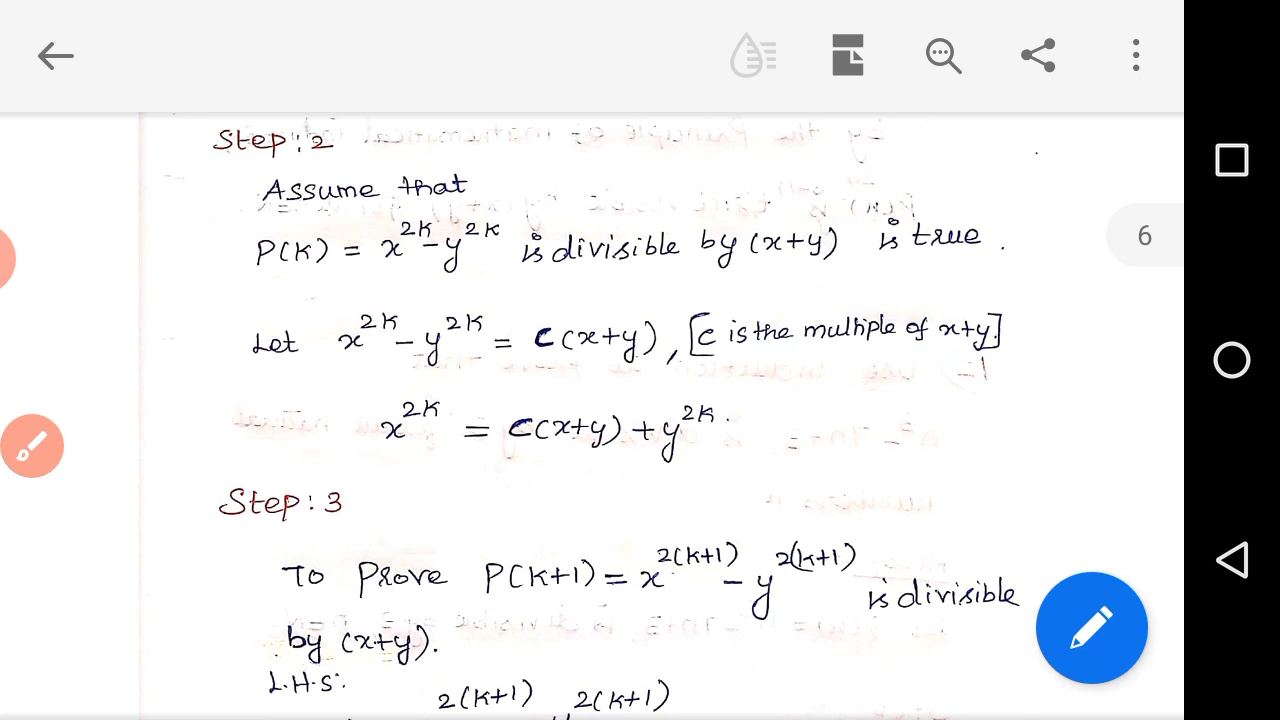 6
Step: 2
Assume that
P(K) = x^{2K} - y^{2K} is divisible by (x+y) is true.
Let x^{2K} - y^{2K} = C(x+y), [C is the multiple of x+y.]
x^{2K} = C(x+y) + y^{2K}.
Step: 3
To Prove P(K+1) = x^{2(K+1)} - y^{2(K+1)} is divisible
by (x+y).
L.H.S:
2(K+1) 2(K+1)